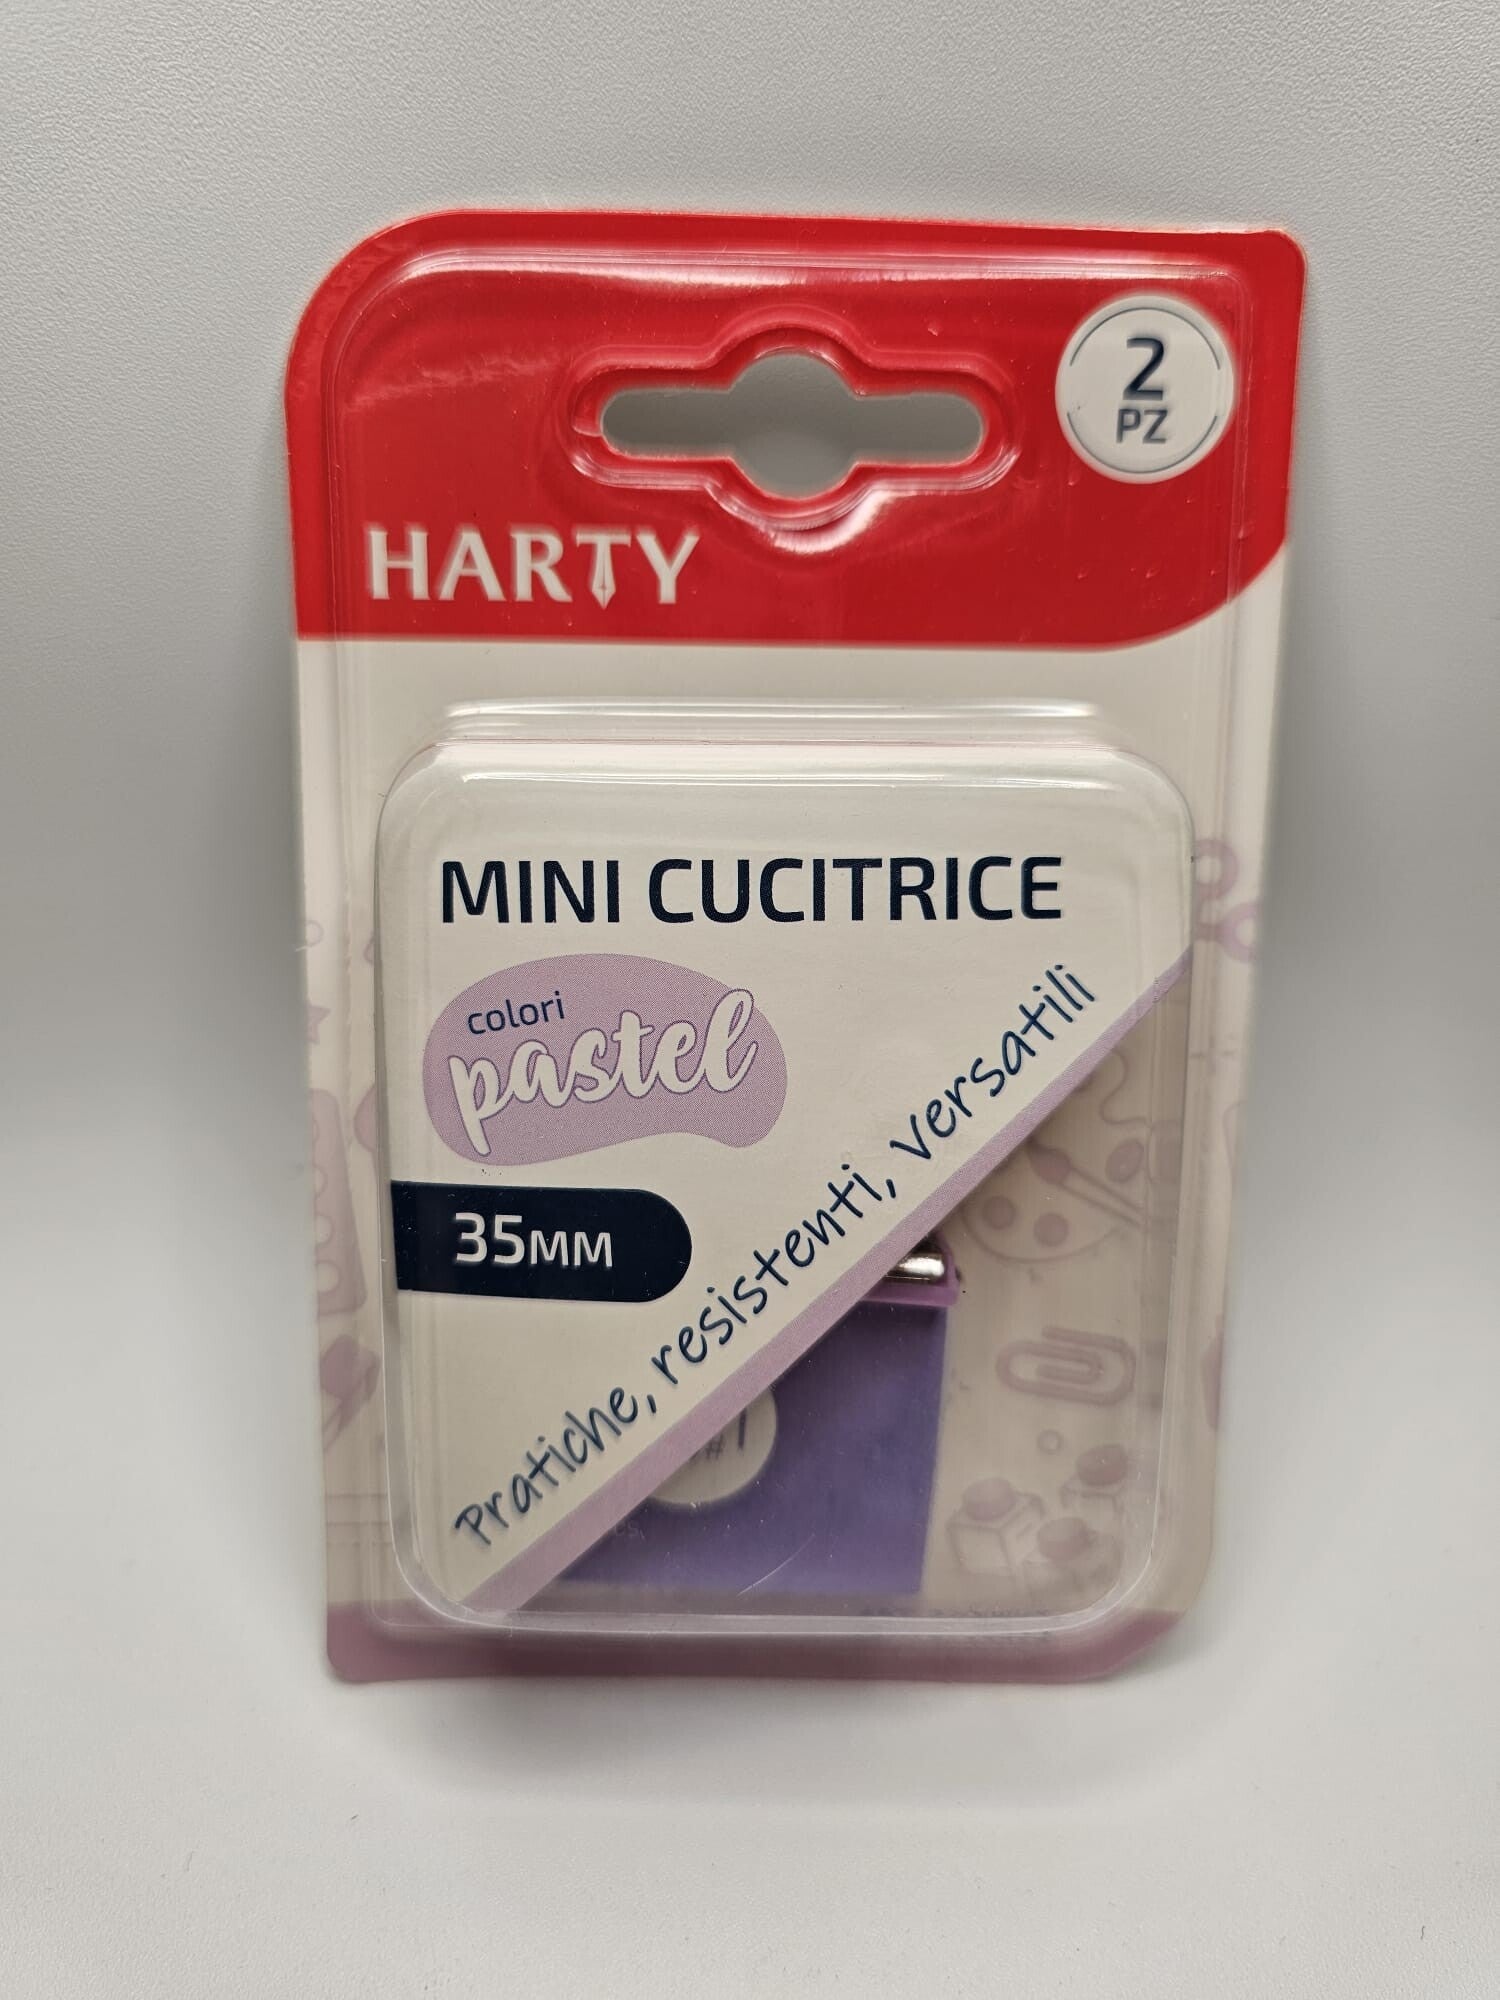 2
PZ
HARTY
MINI CUCITRICE
colori
pastel
35MM
Pratiche, resistenti, versatili